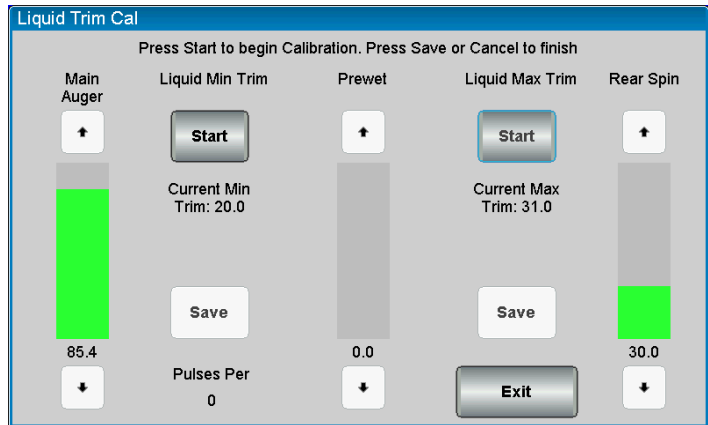 Liquid Trim Cal
Press Start to begin Calibration. Press Save or Cancel to finish
Main
Auger
Liquid Min Trim
Prewet
Liquid Max Trim
Rear Spin
Start
Start
Current Min
Trim: 20.0
Current Max
Trim: 31.0
Save
Save
85.4
0.0
30.0
Pulses Per
0
Exit